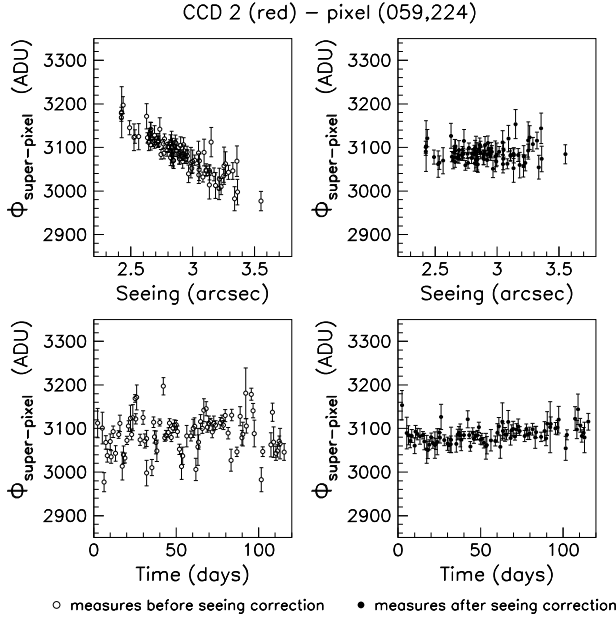 CCD 2 (red) – pixel (059,224)
Φsuper–pixel (ADU)
3300
3200
3100
3000
2900
2.5 3 3.5
Seeing (arcsec)
Φsuper–pixel (ADU)
3300
3200
3100
3000
2900
2.5 3 3.5
Seeing (arcsec)
Φsuper–pixel (ADU)
3300
3200
3100
3000
2900
0 50 100
Time (days)
Φsuper–pixel (ADU)
3300
3200
3100
3000
2900
0 50 100
Time (days)
○ measures before seeing correction
● measures after seeing correction